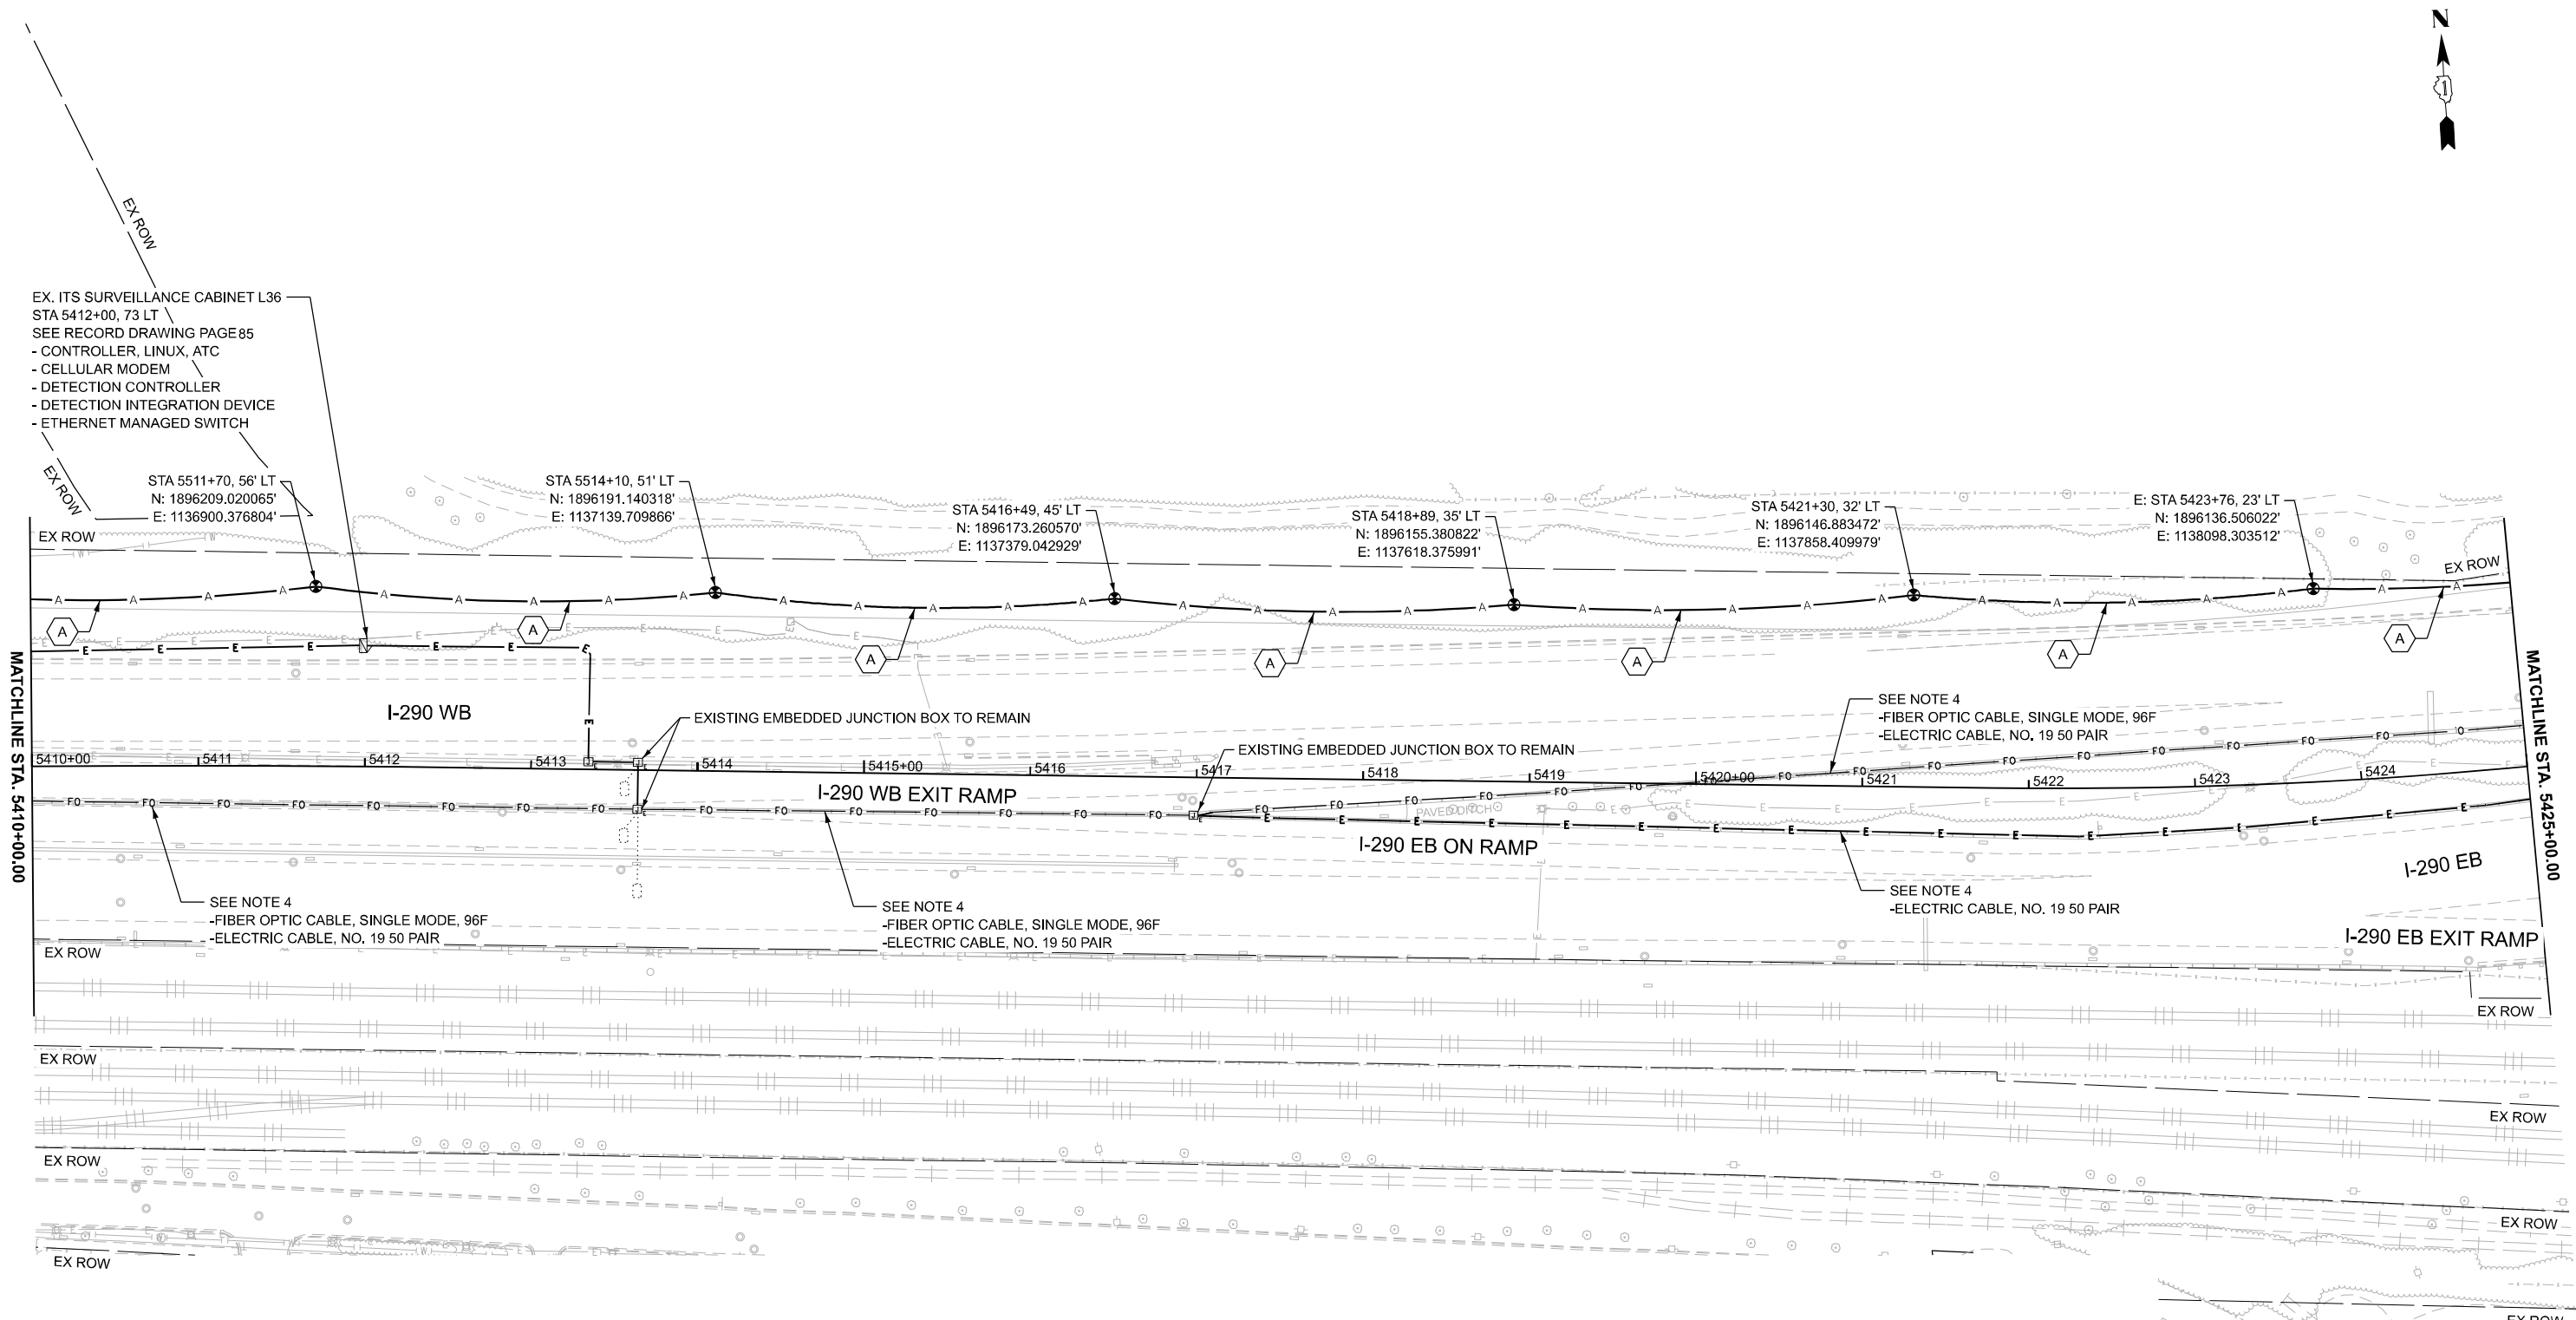 N
1
EX ROW
EX. ITS SURVEILLANCE CABINET L36
STA 5412+00, 73 LT
SEE RECORD DRAWING PAGE 85
- CONTROLLER, LINUX, ATC
- CELLULAR MODEM
- DETECTION CONTROLLER
- DETECTION INTEGRATION DEVICE
- ETHERNET MANAGED SWITCH
EX ROW
STA 5511+70, 56' LT
N: 1896209.020065'
E: 1136900.376804'
STA 5514+10, 51' LT
N: 1896191.140318'
E: 1137139.709866'
STA 5416+49, 45' LT
N: 1896173.260570'
E: 1137379.042929'
STA 5418+89, 35' LT
N: 1896155.380822'
E: 1137618.375991'
STA 5421+30, 32' LT
N: 1896146.883472'
E: 1137858.409979'
E: STA 5423+76, 23' LT
N: 1896136.506022'
E: 1138098.303512'
EX ROW
EX ROW
A
A
A
A
A
A
A
MATCHLINE STA. 5410+00.00
MATCHLINE STA. 5425+00.00
I-290 WB
EXISTING EMBEDDED JUNCTION BOX TO REMAIN
EXISTING EMBEDDED JUNCTION BOX TO REMAIN
SEE NOTE 4
-FIBER OPTIC CABLE, SINGLE MODE, 96F
-ELECTRIC CABLE, NO. 19 50 PAIR
5410+00 5411 5412 5413 5414 5415+00 5416 5417 5418 5419 5420+00 5421 5422 5423 5424
I-290 WB EXIT RAMP
PAVED DITCH
I-290 EB ON RAMP
I-290 EB
SEE NOTE 4
-FIBER OPTIC CABLE, SINGLE MODE, 96F
-ELECTRIC CABLE, NO. 19 50 PAIR
SEE NOTE 4
-FIBER OPTIC CABLE, SINGLE MODE, 96F
-ELECTRIC CABLE, NO. 19 50 PAIR
SEE NOTE 4
-ELECTRIC CABLE, NO. 19 50 PAIR
I-290 EB EXIT RAMP
EX ROW
EX ROW
EX ROW
EX ROW
EX ROW
EX ROW
EX ROW
EX ROW